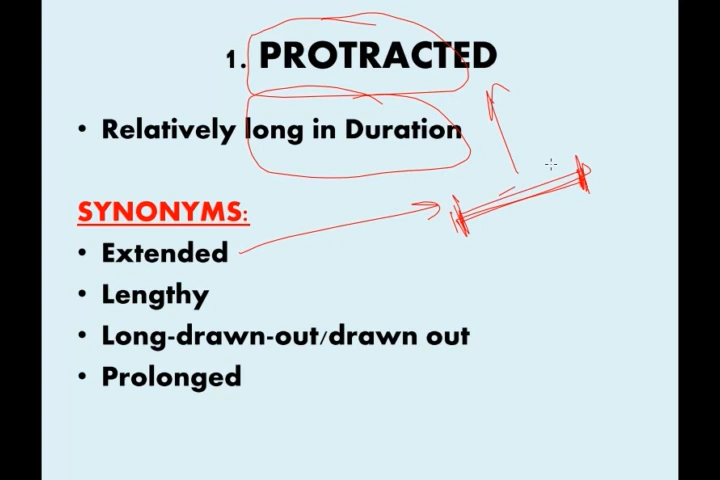 1. PROTRACTED
• Relatively long in Duration
SYNONYMS:
• Extended
• Lengthy
• Long-drawn-out/drawn out
• Prolonged